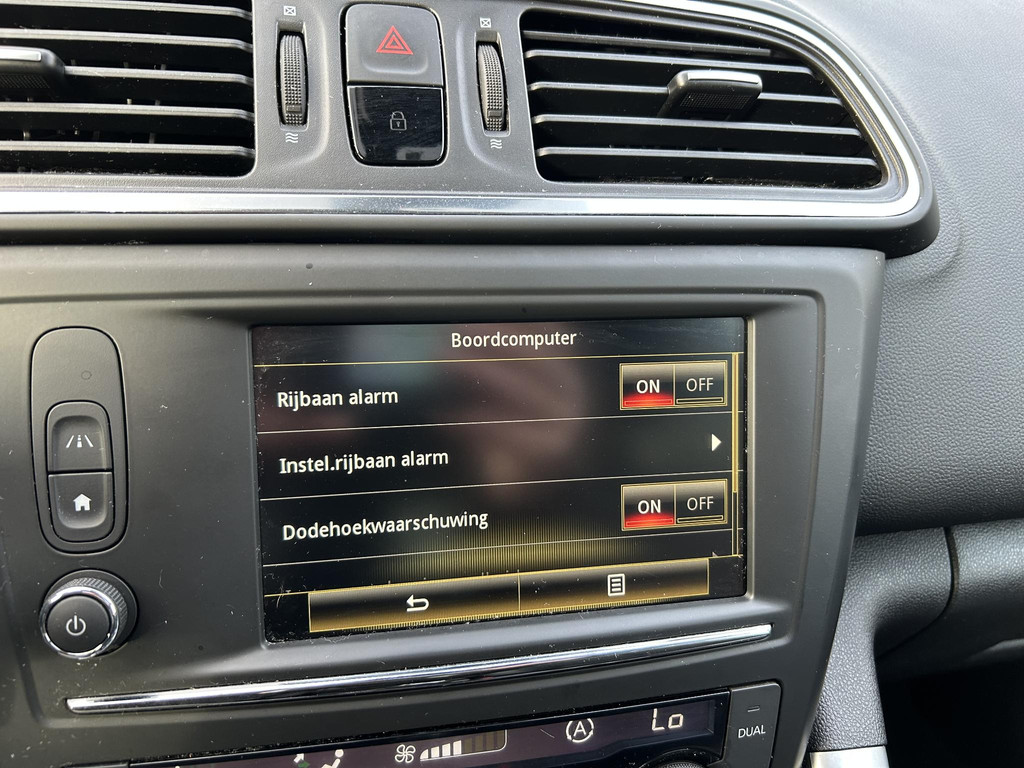 Boordcomputer
Rijbaan alarm
ON OFF
Instel.rijbaan alarm
Dodehoekwaarschuwing
ON OFF
A
Lo
DUAL